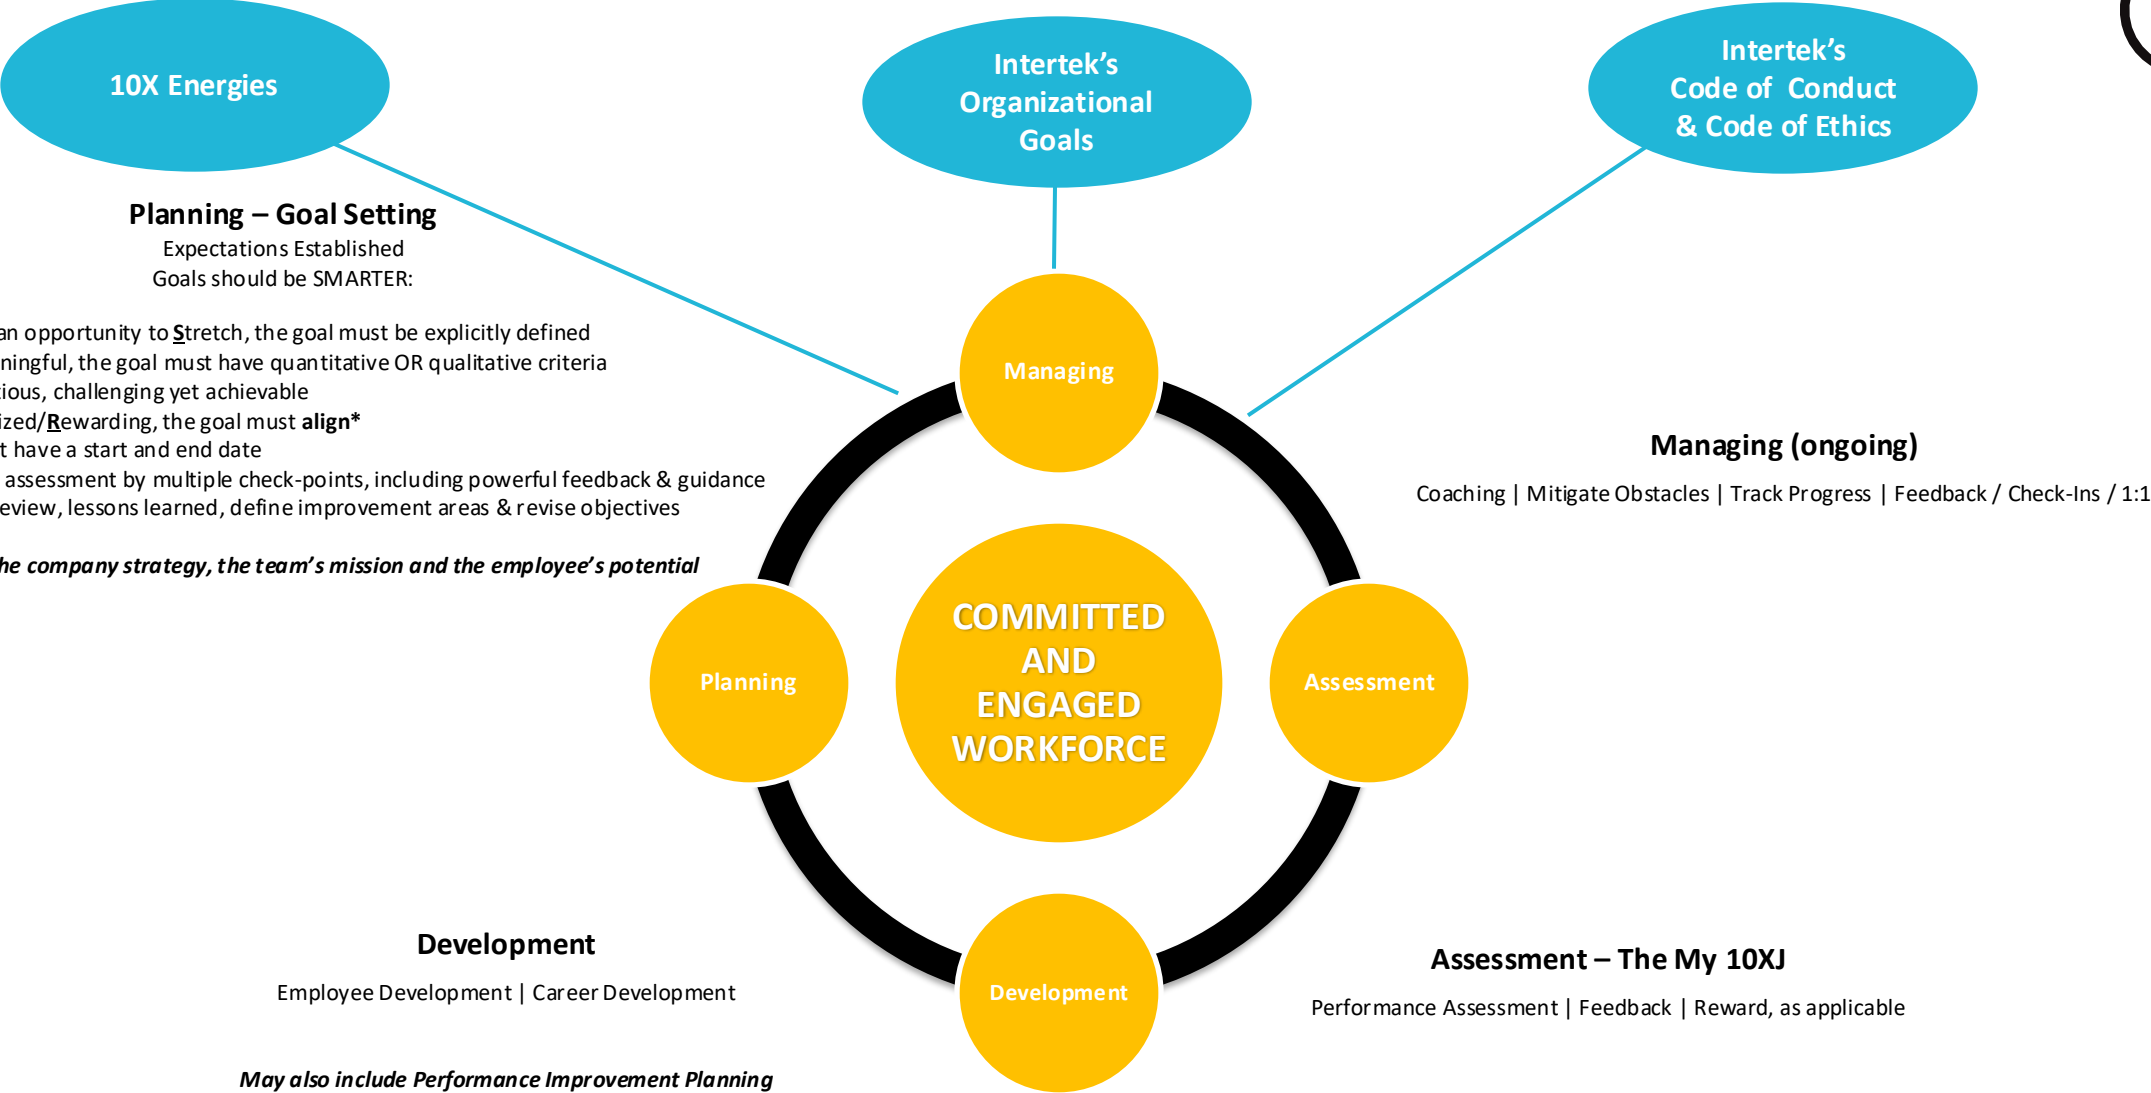 10X Energies
Intertek's
Organizational
Goals
Intertek's
Code of Conduct
& Code of Ethics
Planning – Goal Setting
Expectations Established
Goals should be SMARTER:
an opportunity to Stretch, the goal must be explicitly defined
the goal must have quantitative OR qualitative criteria
challenging yet achievable
Rewarding, the goal must align*
have a start and end date
assessment by multiple check-points, including powerful feedback & guidance
lessons learned, define improvement areas & revise objectives
company strategy, the team's mission and the employee's potential
Managing
Managing (ongoing)
Coaching | Mitigate Obstacles | Track Progress | Feedback / Check-Ins / 1:1
Planning
COMMITTED
AND
ENGAGED
WORKFORCE
Assessment
Development
Employee Development | Career Development
May also include Performance Improvement Planning
Development
Assessment – The My 10XJ
Performance Assessment | Feedback | Reward, as applicable